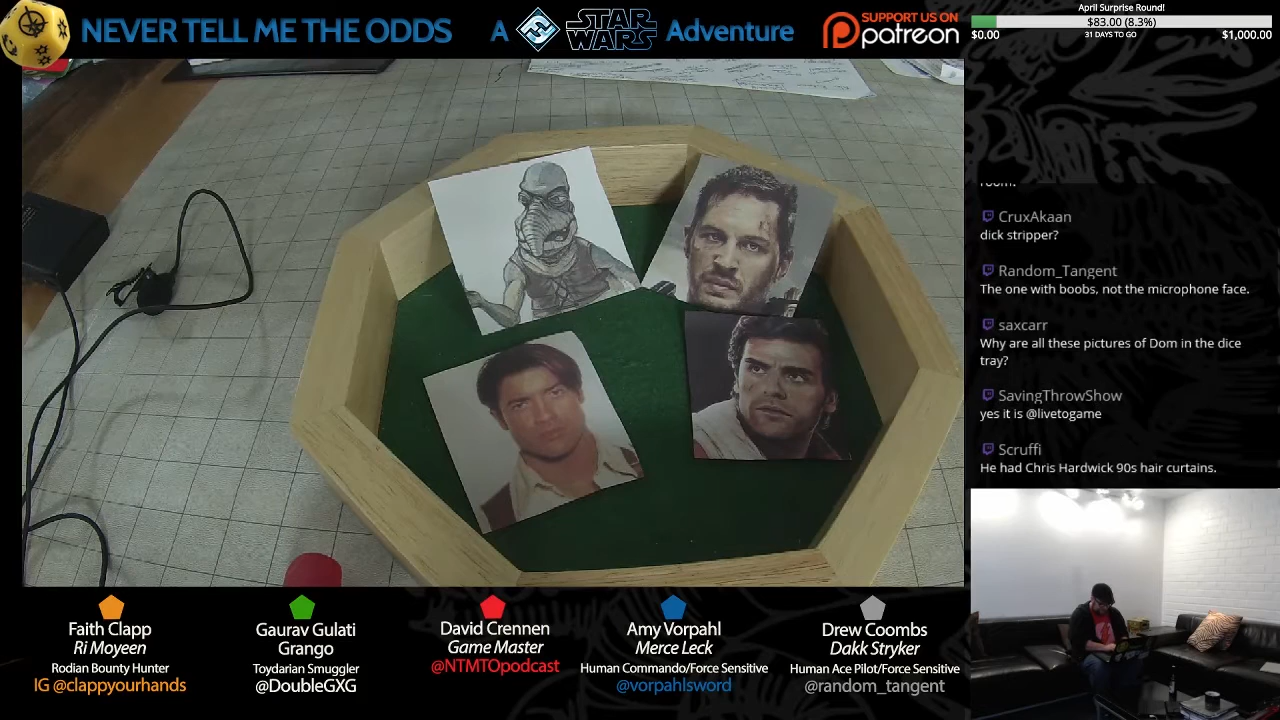 NEVER TELL ME THE ODDS
A STAR WARS Adventure
SUPPORT US ON
patreon
April Surprise Round!
$83.00 (8.3%)
$0.00
31 DAYS TO GO
$1,000.00
room?
CruxAkaan
dick stripper?
Random_Tangent
The one with boobs, not the microphone face.
saxcarr
Why are all these pictures of Dom in the dice
tray?
SavingThrowShow
yes it is @livetogame
Scruffi
He had Chris Hardwick 90s hair curtains.
Faith Clapp
Ri Moyeen
Rodian Bounty Hunter
IG @clappyourhands
Gaurav Gulati
Grango
Toydarian Smuggler
@DoubleGXG
David Crennen
Game Master
@NTMTOpodcast
Amy Vorpahl
Merce Leck
Human Commando/Force Sensitive
@vorpahlsword
Drew Coombs
Dakk Stryker
Human Ace Pilot/Force Sensitive
@random_tangent